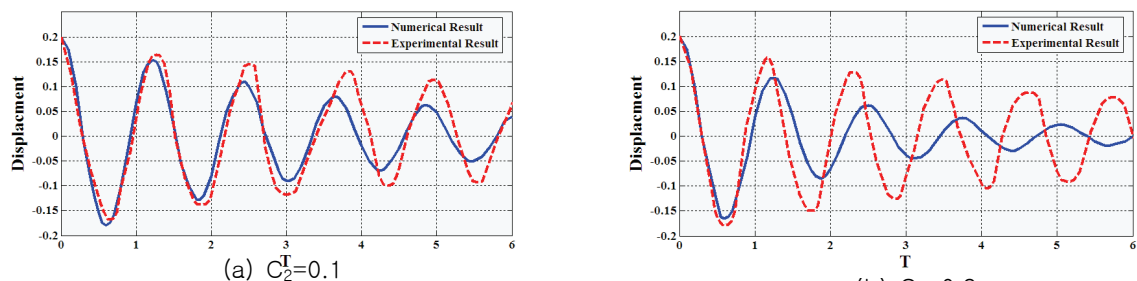 Numerical Result
Experimental Result
Displacment
0.2
0.15
0.1
0.05
0
-0.05
-0.1
-0.15
-0.2
0 1 2 3 4 5 6
T
(a) C2=0.1
Numerical Result
Experimental Result
Displacment
0.2
0.15
0.1
0.05
0
-0.05
-0.1
-0.15
-0.2
0 1 2 3 4 5 6
T